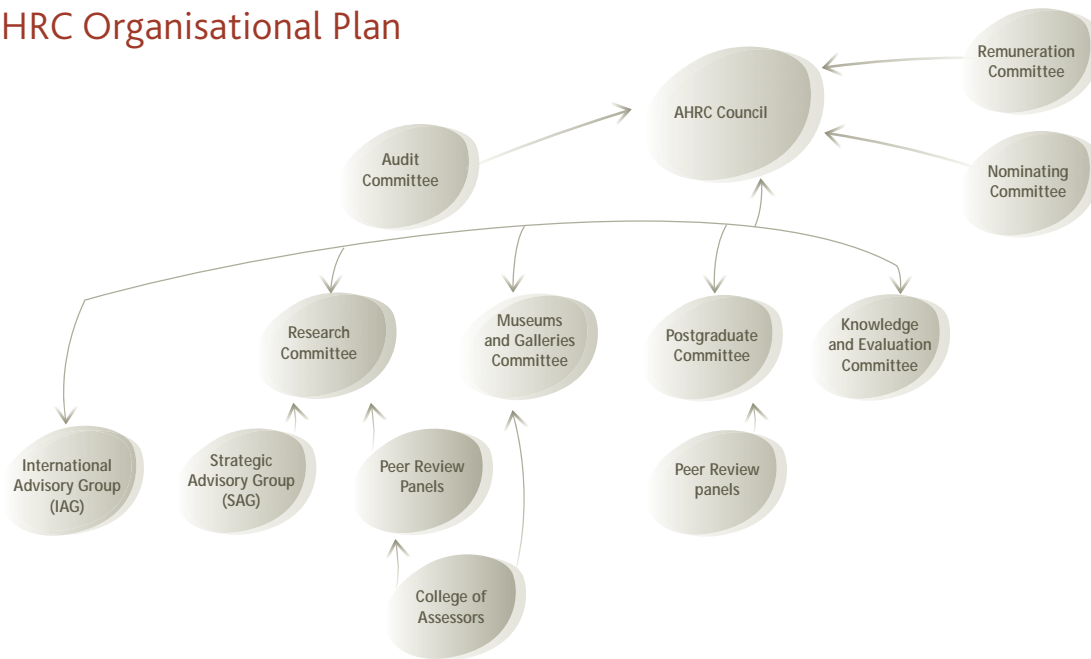 HRC Organisational Plan
Remuneration
Committee
AHRC Council
Audit
Committee
Nominating
Committee
Research
Committee
Museums
and Galleries
Committee
Postgraduate
Committee
Knowledge
and Evaluation
Committee
International
Advisory Group
(IAG)
Strategic
Advisory Group
(SAG)
Peer Review
Panels
Peer Review
panels
College of
Assessors